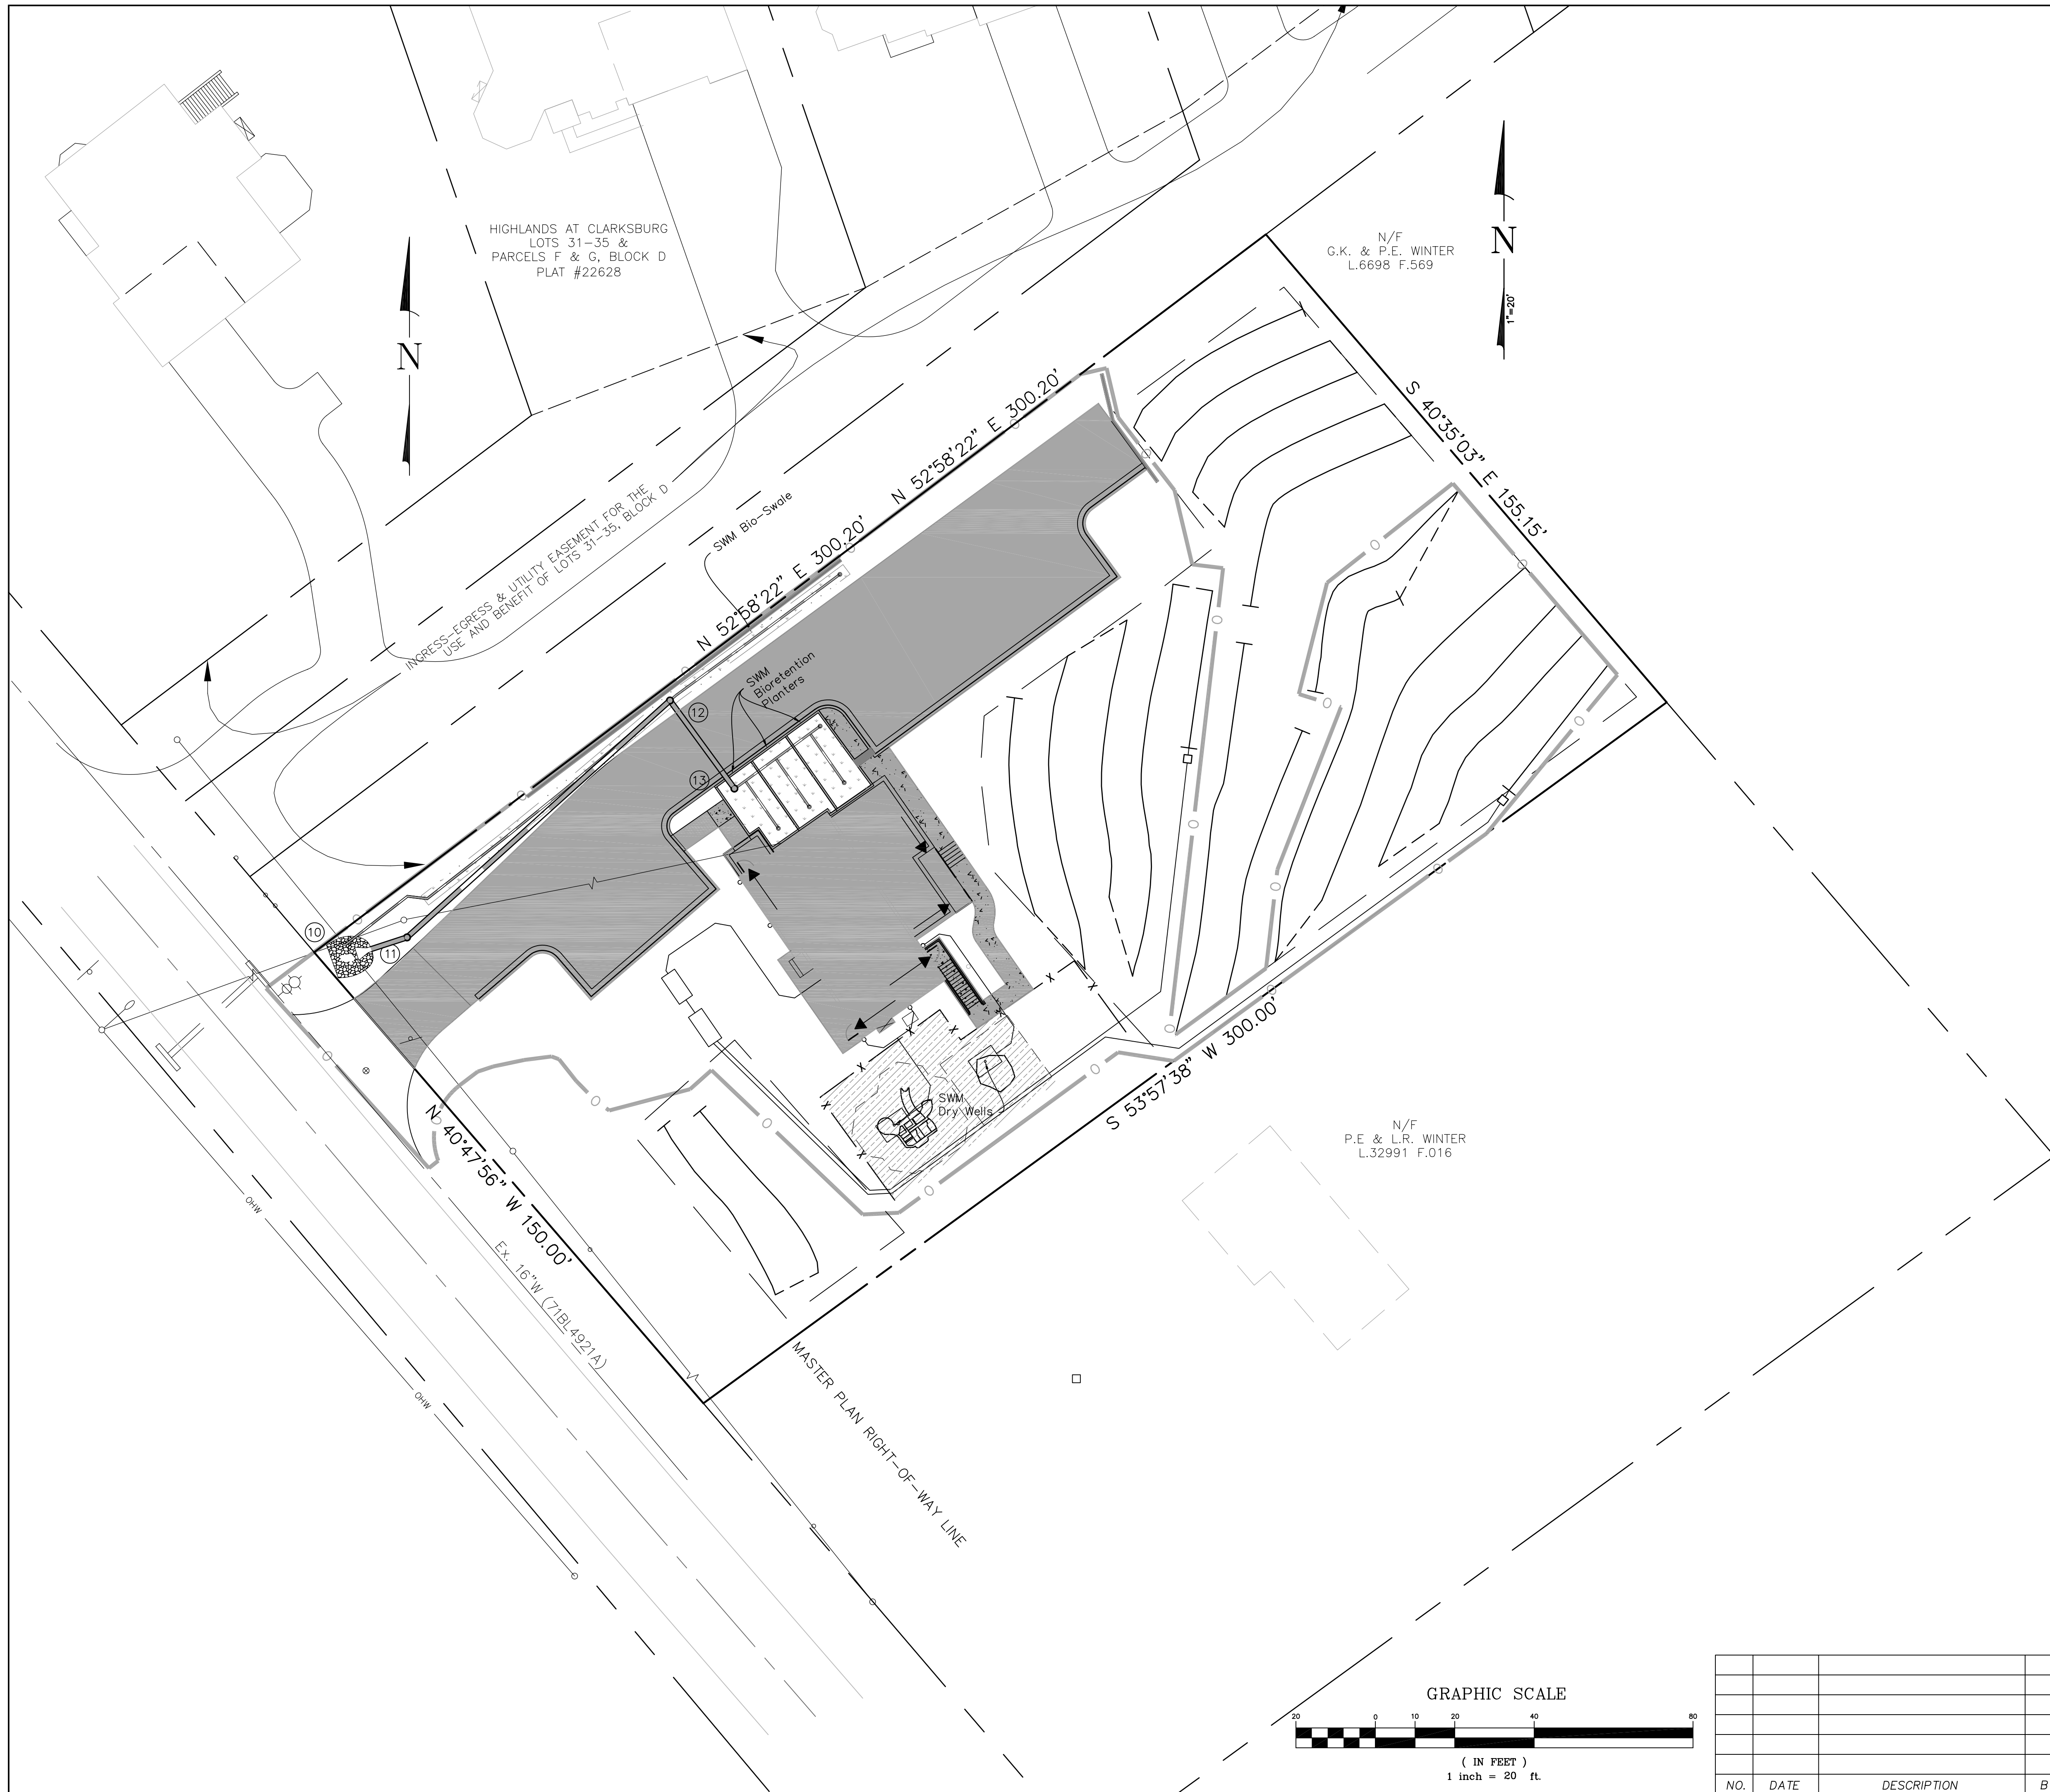 HIGHLANDS AT CLARKSBURG
LOTS 31-35 &
PARCELS F & G, BLOCK D
PLAT #22628
N
N
1"=20'
N/F
G.K. & P.E. WINTER
L.6698 F.569
INGRESS-EGRESS & UTILITY EASEMENT FOR THE
USE AND BENEFIT OF LOTS 31-35, BLOCK D
SWM Bio-Swale
N 52°58'22" E 300.20'
N 52°58'22" E 300.20'
S 40°35'03" E 155.15'
SWM
Bioretention
Planters
12
13
10
11
SWM
Dry Wells
S 53°57'38" W 300.00'
N 40°47'56" W 150.00'
N/F
P.E & L.R. WINTER
L.32991 F.016
OHW
OHW
Ex. 16"W (71BL4921A)
MASTER PLAN RIGHT-OF-WAY LINE
GRAPHIC SCALE
20 0 10 20 40 80
( IN FEET )
1 inch = 20 ft.
NO. DATE DESCRIPTION